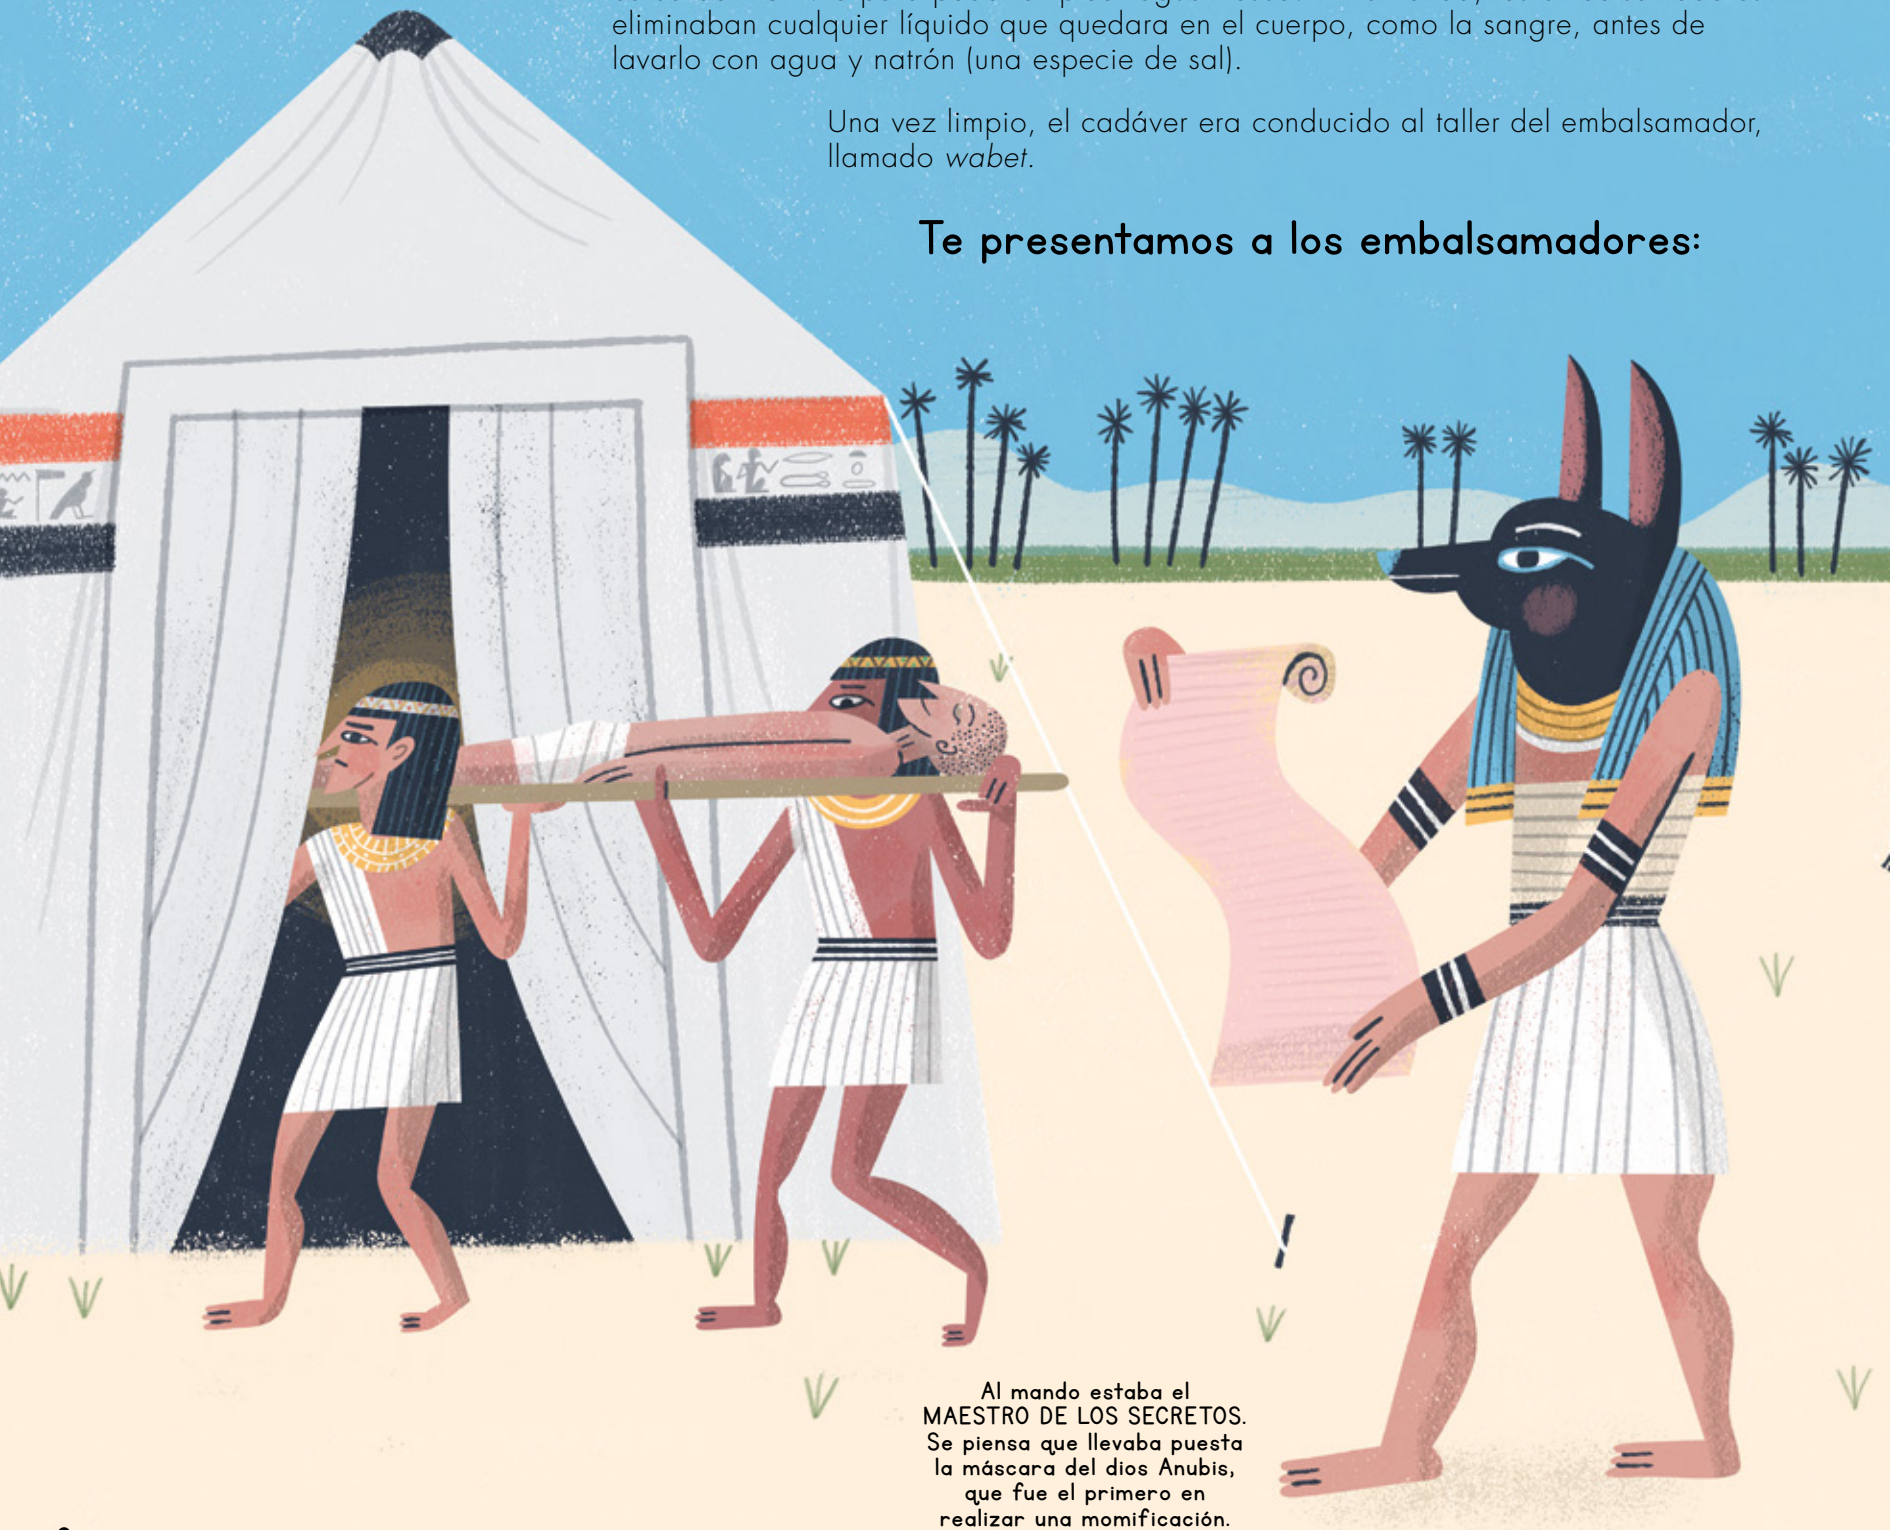 eliminaban cualquier líquido que quedara en el cuerpo, como la sangre, antes de
lavarlo con agua y natrón (una especie de sal).
Una vez limpio, el cadáver era conducido al taller del embalsamador,
llamado wabet.
Te presentamos a los embalsamadores:
Al mando estaba el
MAESTRO DE LOS SECRETOS.
Se piensa que llevaba puesta
la máscara del dios Anubis,
que fue el primero en
realizar una momificación.